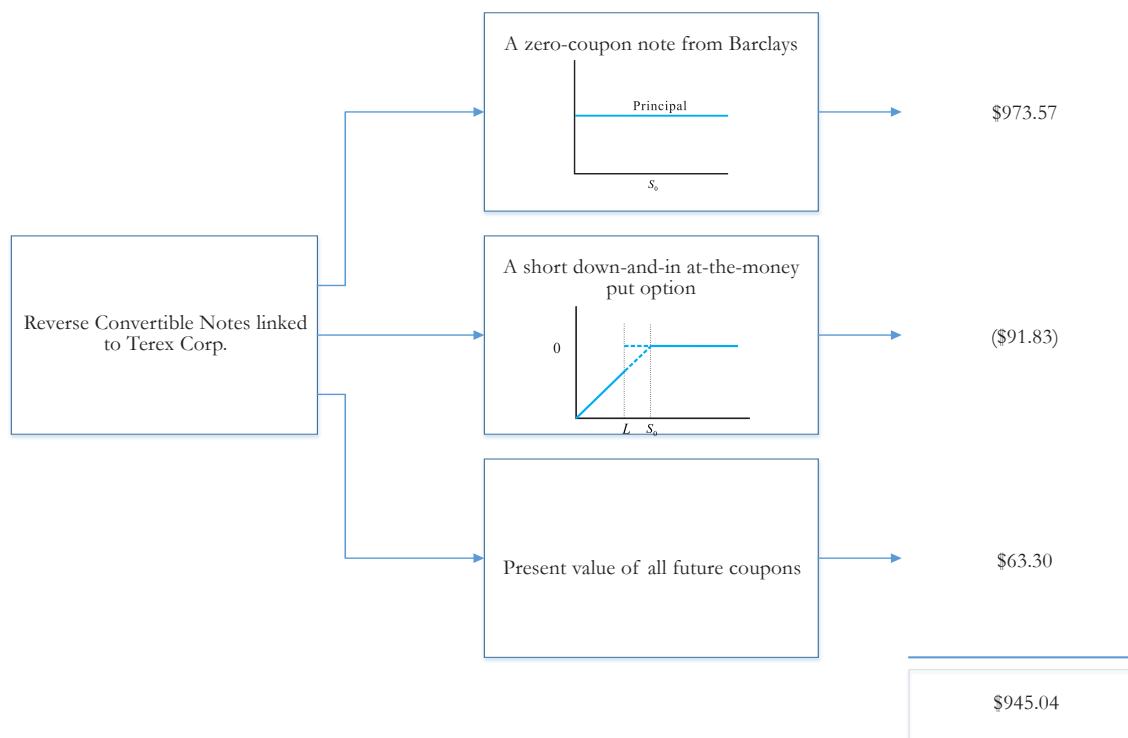 A zero-coupon note from Barclays
Principal
S₀
$973.57
Reverse Convertible Notes linked
to Terex Corp.
A short down-and-in at-the-money
put option
0
L S₀
($91.83)
Present value of all future coupons
$63.30
$945.04